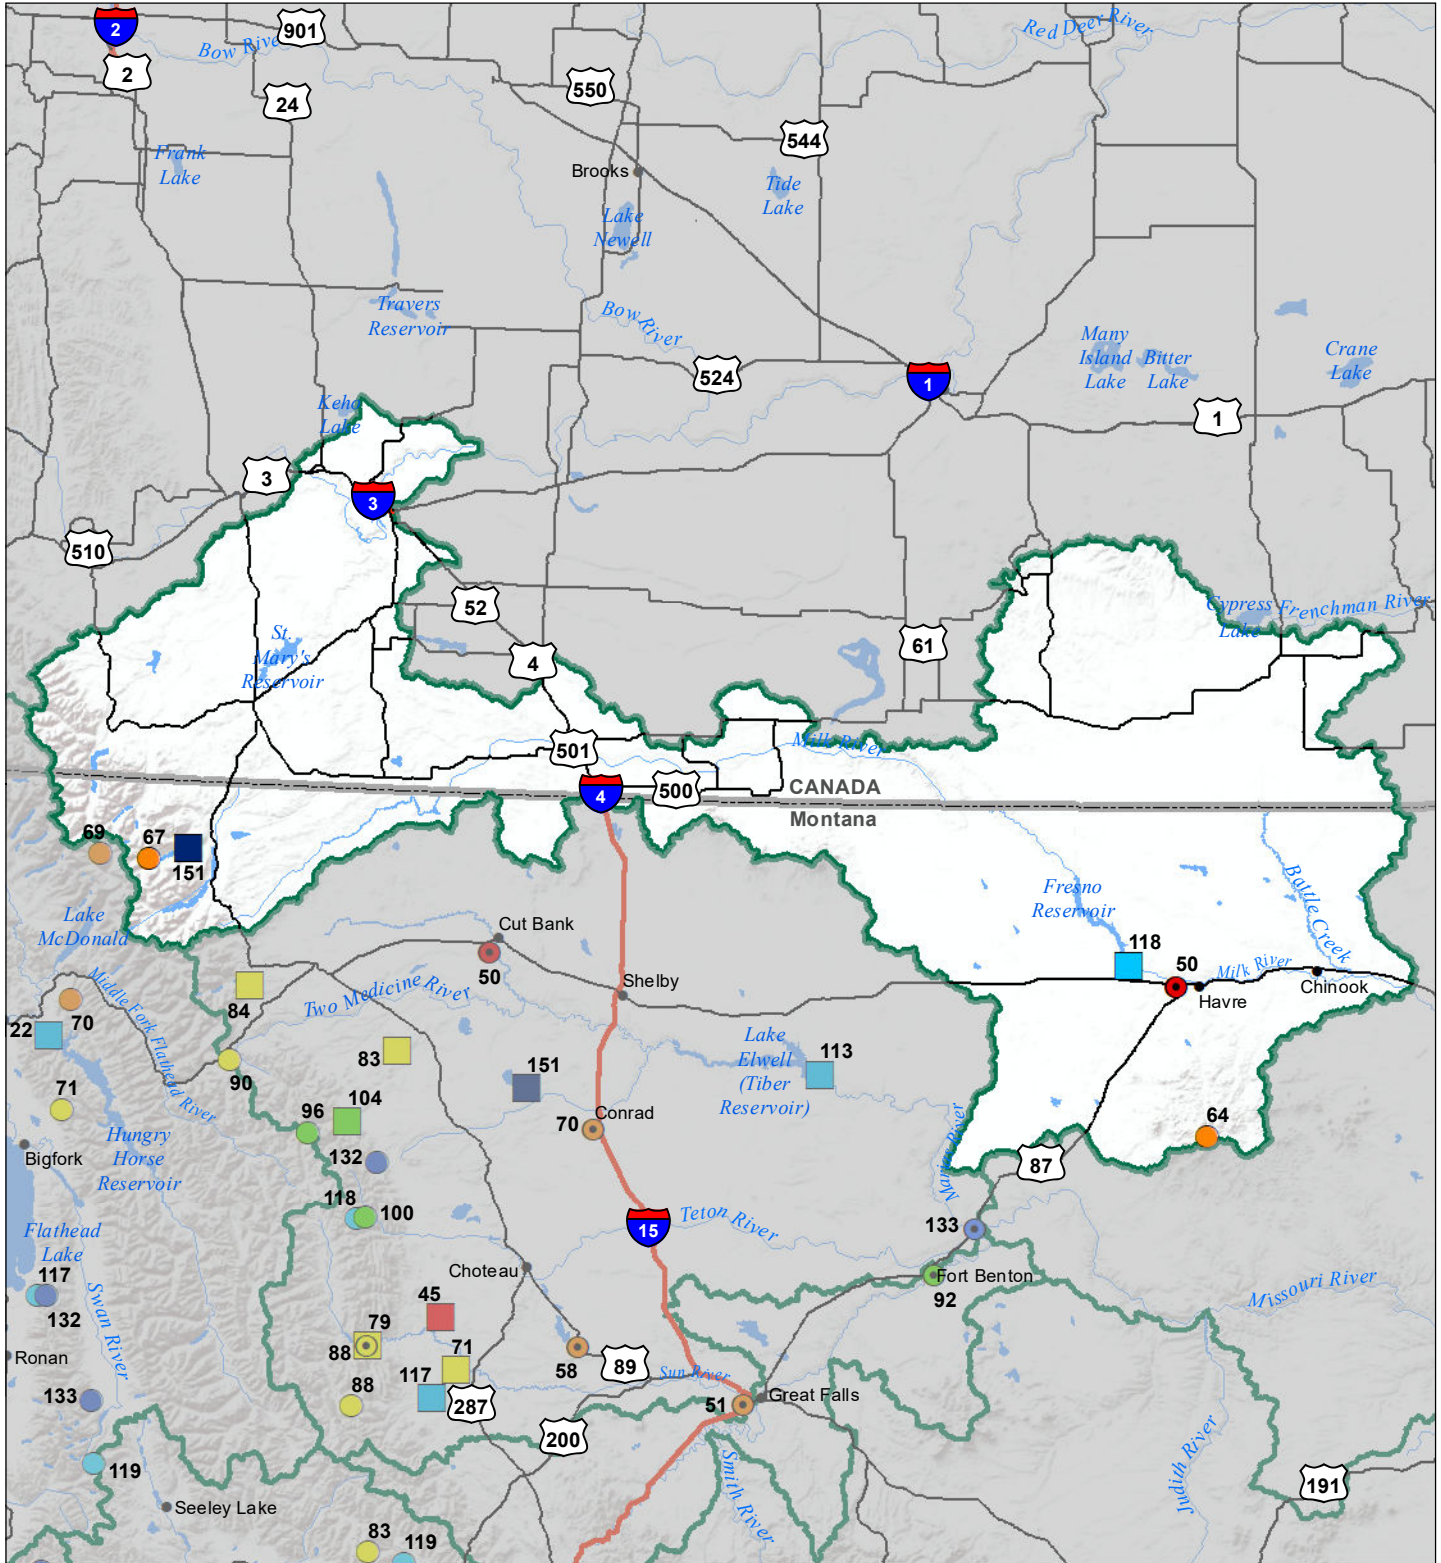 2
901
Bow River
Red Deer River
2
24
550
544
Frank
Lake
Brooks
Tide
Lake
Lake
Newell
Travers
Reservoir
Bow River
Many
Island
Lake
Bitter
Lake
Crane
Lake
524
1
1
Keho
Lake
3
3
510
52
Cypress
Lake
Frenchman River
St.
Mary's
Reservoir
4
61
501
Milk River
4
500
CANADA
Montana
69
67
151
Fresno
Reservoir
Battle Creek
Lake
McDonald
Cut Bank
50
118
50
Milk River
Havre
Chinook
Shelby
Middle Fork Flathead River
84
Two Medicine River
70
22
83
Lake
Elwell
(Tiber
Reservoir)
113
151
90
71
96
104
70
Conrad
64
Bigfork
Hungry
Horse
Reservoir
132
Marias River
87
118
100
15
Teton River
133
Flathead
Lake
Choteau
Fort Benton
92
117
132
Swan River
45
Missouri River
79
88
71
58
89
Sun River
Ronan
133
88
117
287
51
Great Falls
200
119
Smith River
Judith River
191
Seeley Lake
83
119